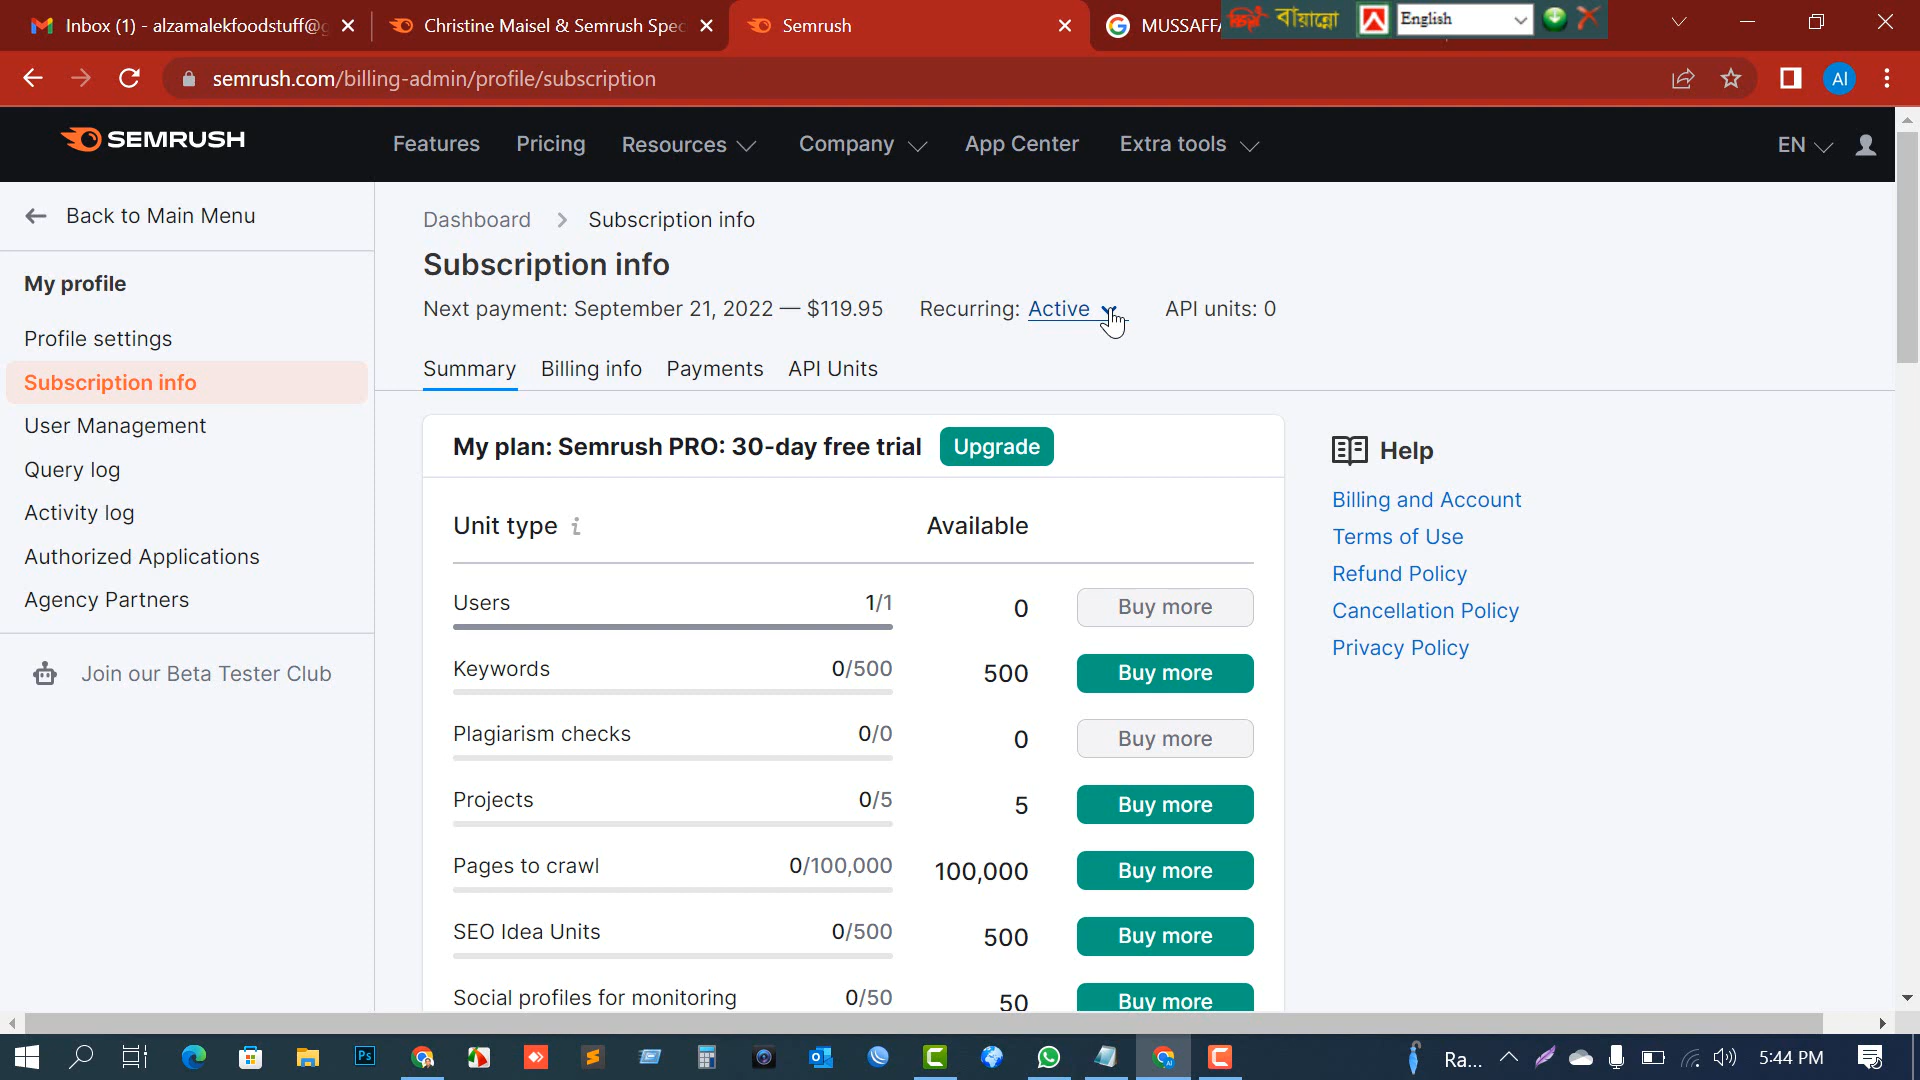 Inbox (1) - alzamalekfoodstuff@g
Christine Maisel & Semrush Spec
Semrush
MUSSAFFA
বায়ান্নো
English
semrush.com/billing-admin/profile/subscription
AI
SEMRUSH
Features
Pricing
Resources
Company
App Center
Extra tools
EN
Back to Main Menu
My profile
Profile settings
Subscription info
User Management
Query log
Activity log
Authorized Applications
Agency Partners
Join our Beta Tester Club
Dashboard > Subscription info
Subscription info
Next payment: September 21, 2022 — $119.95 Recurring: Active API units: 0
Summary Billing info Payments API Units
My plan: Semrush PRO: 30-day free trial Upgrade
Unit type i Available
Users 1/1 0 Buy more
Keywords 0/500 500 Buy more
Plagiarism checks 0/0 0 Buy more
Projects 0/5 5 Buy more
Pages to crawl 0/100,000 100,000 Buy more
SEO Idea Units 0/500 500 Buy more
Social profiles for monitoring 0/50 50 Buy more
Help
Billing and Account
Terms of Use
Refund Policy
Cancellation Policy
Privacy Policy
Ps
Ra...
5:44 PM